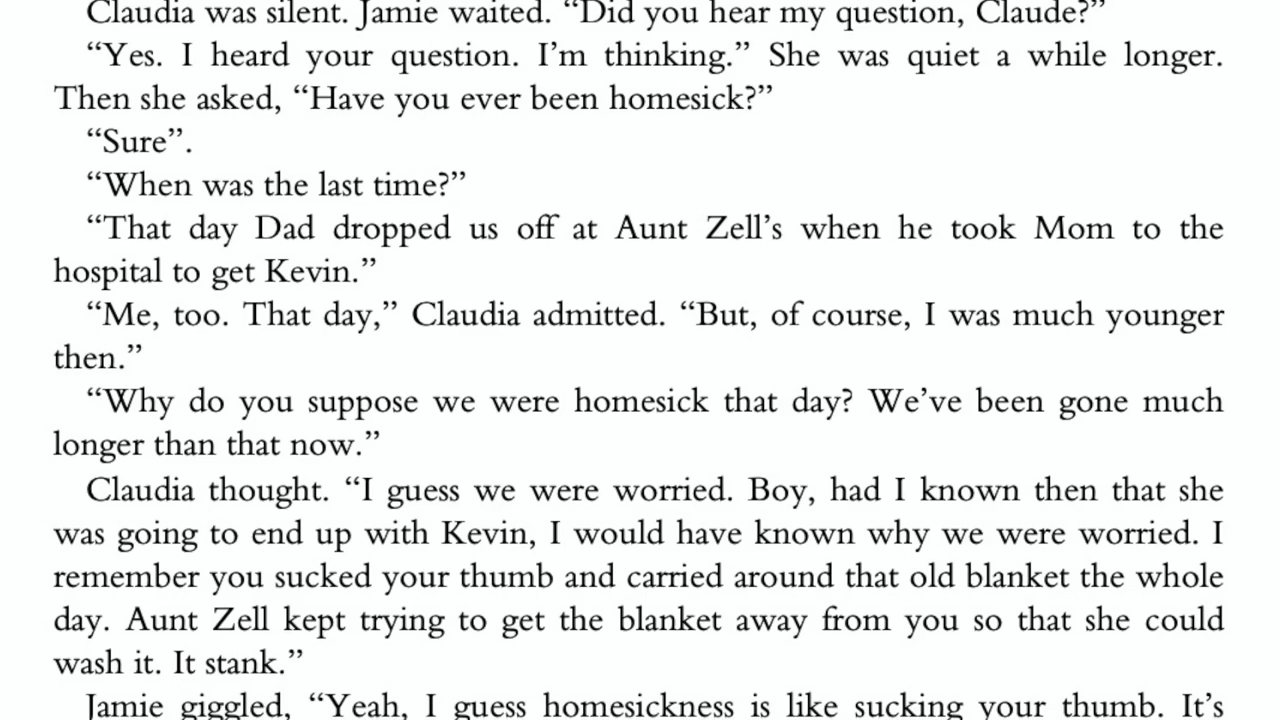 Claudia was silent. Jamie waited. “Did you hear my question, Claude?”
“Yes. I heard your question. I’m thinking.” She was quiet a while longer.
Then she asked, “Have you ever been homesick?”
“Sure”.
“When was the last time?”
“That day Dad dropped us off at Aunt Zell’s when he took Mom to the
hospital to get Kevin.”
“Me, too. That day,” Claudia admitted. “But, of course, I was much younger
then.”
“Why do you suppose we were homesick that day? We’ve been gone much
longer than that now.”
Claudia thought. “I guess we were worried. Boy, had I known then that she
was going to end up with Kevin, I would have known why we were worried. I
remember you sucked your thumb and carried around that old blanket the whole
day. Aunt Zell kept trying to get the blanket away from you so that she could
wash it. It stank.”
Jamie giggled, “Yeah, I guess homesickness is like sucking your thumb. It’s